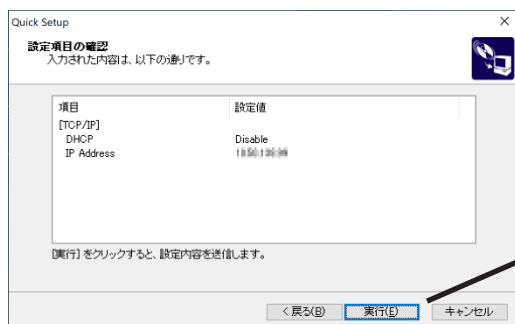 Quick Setup
設定項目の確認
入力された内容は、以下の通りです。
項目 設定値
[TCP/IP]
DHCP Disable
IP Address
[実行] をクリックすると、設定内容を送信します。
< 戻る(B) 実行(E) キャンセル